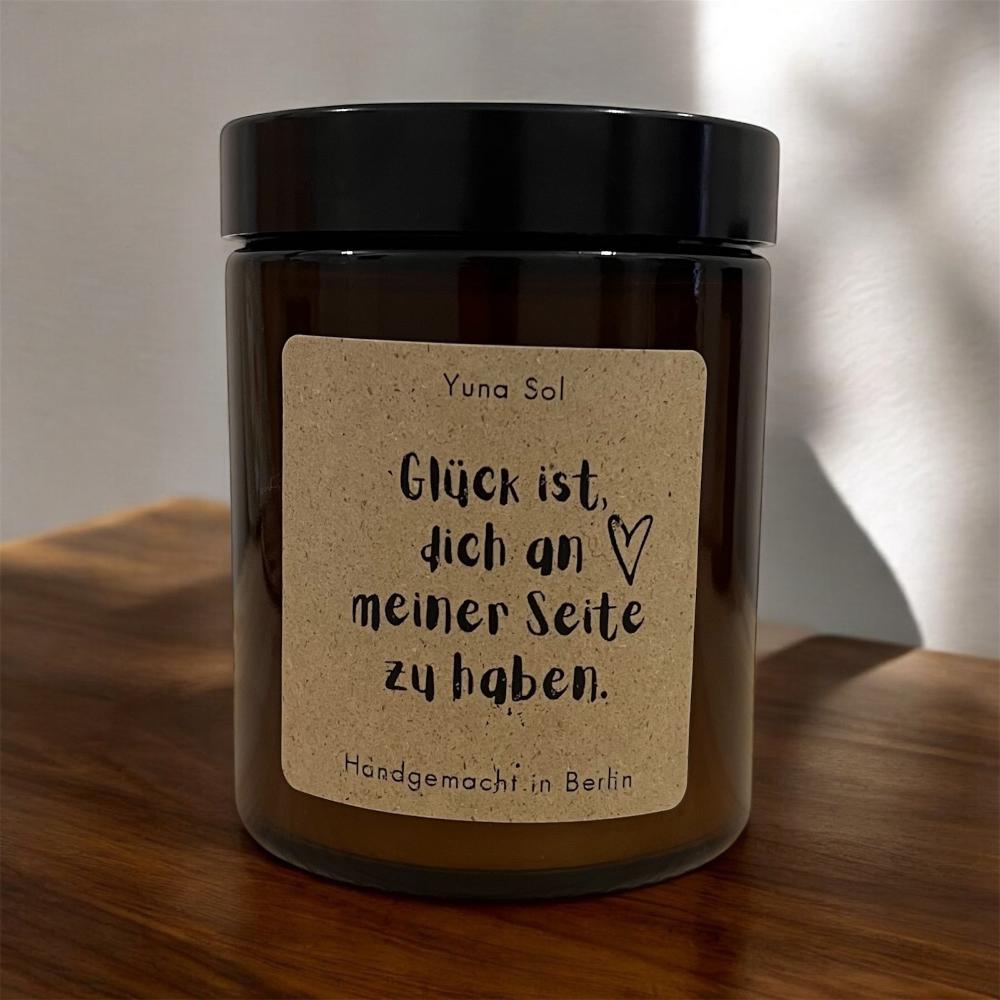 Yuna Sol
Glück ist,
dich an
meiner Seite
zu haben.
Handgemacht in Berlin